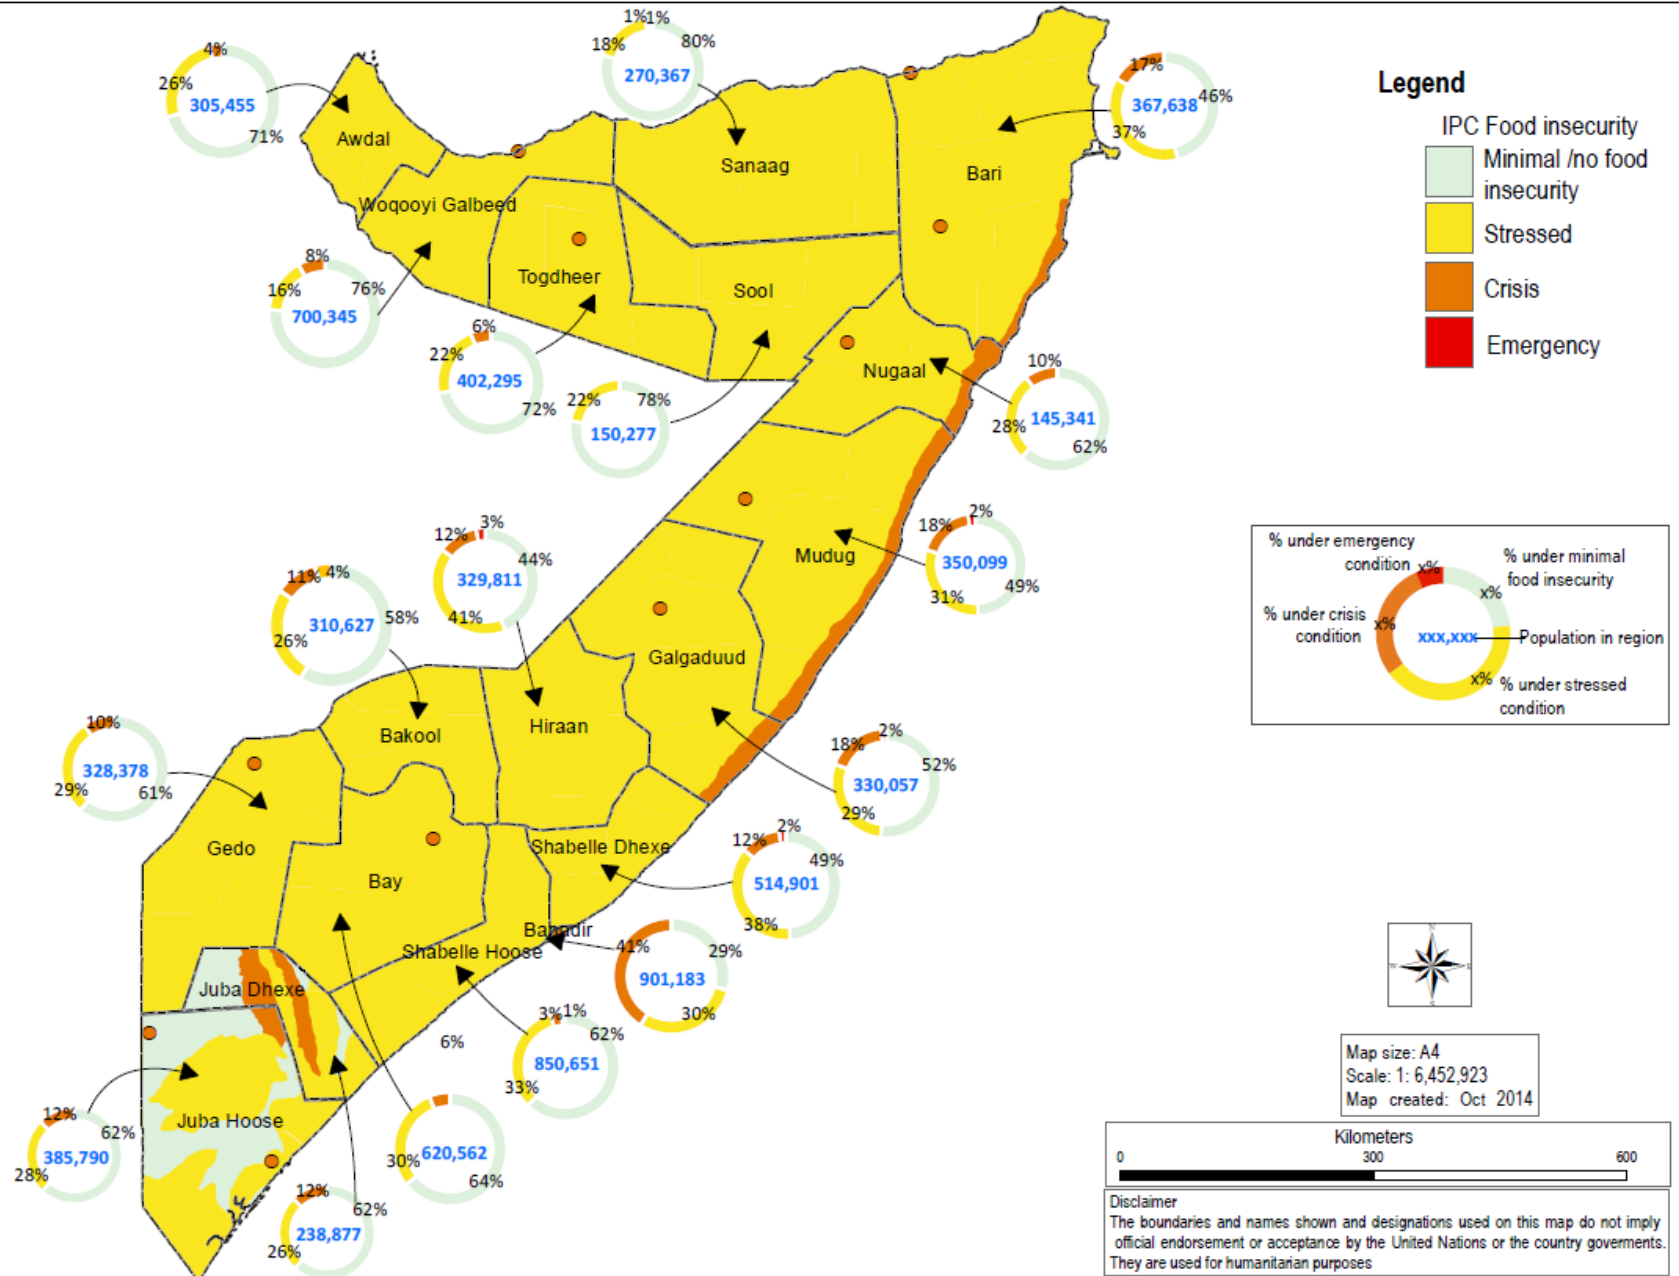 1% 1%
18%
80%
270,367
4%
26%
305,455
71%
Awdal
17%
46%
367,638
37%
Sanaag
Bari
Woqooyi Galbeed
8%
16%
76%
700,345
Togdheer
Sool
6%
22%
402,295
72%
22%
78%
150,277
Nugaal
10%
28%
145,341
62%
12%
3%
44%
329,811
41%
Mudug
18%
2%
350,099
31%
49%
11%
4%
58%
310,627
26%
Galgaduud
Bakool
Hiraan
10%
328,378
29%
61%
18%
2%
52%
330,057
29%
Gedo
Bay
Shabelle Dhexe
12%
2%
49%
514,901
38%
Banadir
Shabelle Hoose
41%
29%
901,183
30%
Juba Dhexe
3% 1%
62%
850,651
33%
6%
Juba Hoose
12%
62%
385,790
28%
30%
620,562
64%
12%
62%
238,877
26%
Legend
IPC Food insecurity
Minimal /no food
insecurity
Stressed
Crisis
Emergency
% under emergency
condition
x%
% under minimal
food insecurity
x%
% under crisis
condition
x%
xxx,xxx
Population in region
x%
% under stressed
condition
N
W
E
S
Map size: A4
Scale: 1: 6,452,923
Map created: Oct 2014
Kilometers
0 300 600
Disclaimer
The boundaries and names shown and designations used on this map do not imply
official endorsement or acceptance by the United Nations or the country goverments.
They are used for humanitarian purposes